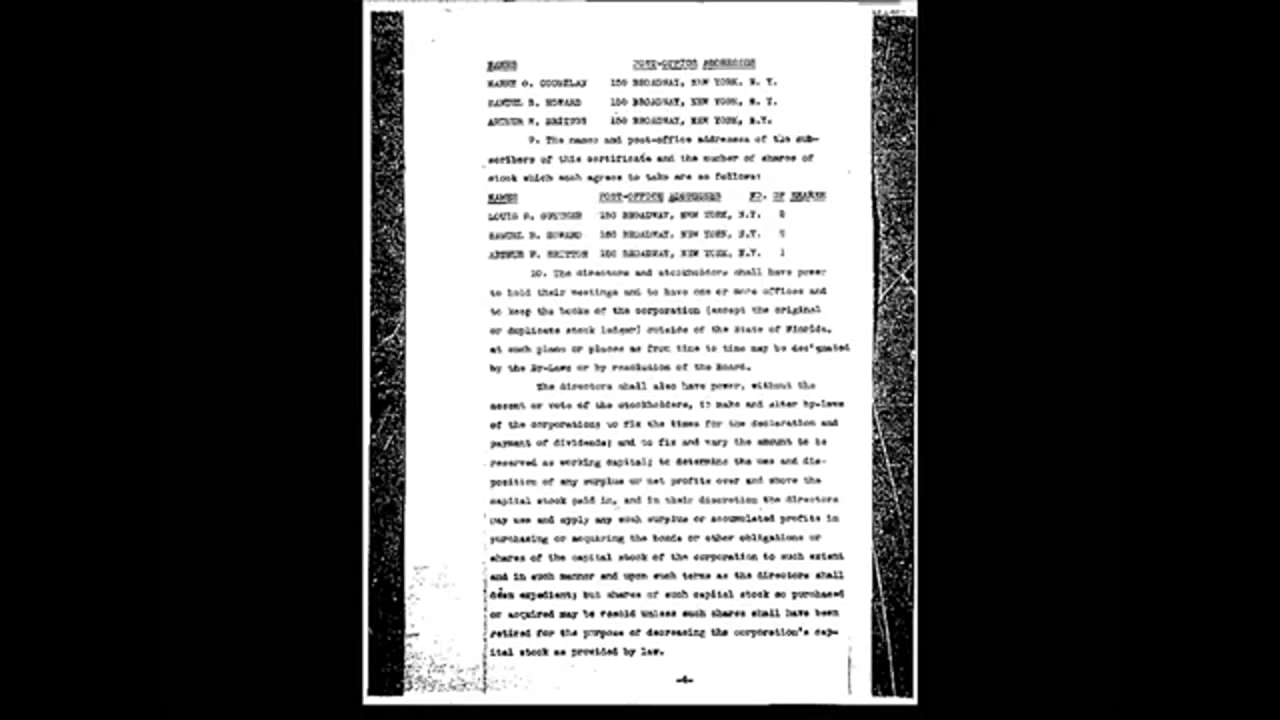 NAMES POST-OFFICE ADDRESSES
HARRY O. 150 BROADWAY, NEW YORK, N. Y.
SAMUEL B. HOWARD 150 BROADWAY, NEW YORK, N. Y.
ARTHUR W. BRITTON 150 BROADWAY, NEW YORK, N.Y.
9. The names and post-office addresses of the sub-
scribers of this certificate and the number of shares of
stock which each agrees to take are as follows:
NAMES POST-OFFICE ADDRESSES NO. OF SHARES
LOUIS 150 BROADWAY, NEW YORK, N.Y.
SAMUEL B. HOWARD 150 BROADWAY, NEW YORK, N.Y.
ARTHUR W. BRITTON 150 BROADWAY, NEW YORK, N.Y. 1
10. The directors and stockholders shall have power
to hold their meetings and to have one or more offices and
to keep the books of the corporation (except the original
or duplicate stock ledger) outside of the State of Florida,
at such place or places as from time to time may be designated
by the By-Laws or by resolution of the Board.
The directors shall also have power, without the
assent or vote of the stockholders, to make and alter by-laws
of the corporation; to fix the times for the declaration and
payment of dividends; and to fix and vary the amount to be
reserved as working capital; to determine the use and dis-
position of any surplus or net profits over and above the
capital stock paid in, and in their discretion the directors
may use and apply any such surplus or accumulated profits in
purchasing or acquiring the bonds or other obligations or
shares of the capital stock of the corporation to such extent
and in such manner and upon such terms as the directors shall
deem expedient; but shares of such capital stock so purchased
or acquired may be resold unless such shares shall have been
retired for the purpose of decreasing the corporation's cap-
ital stock as provided by law.